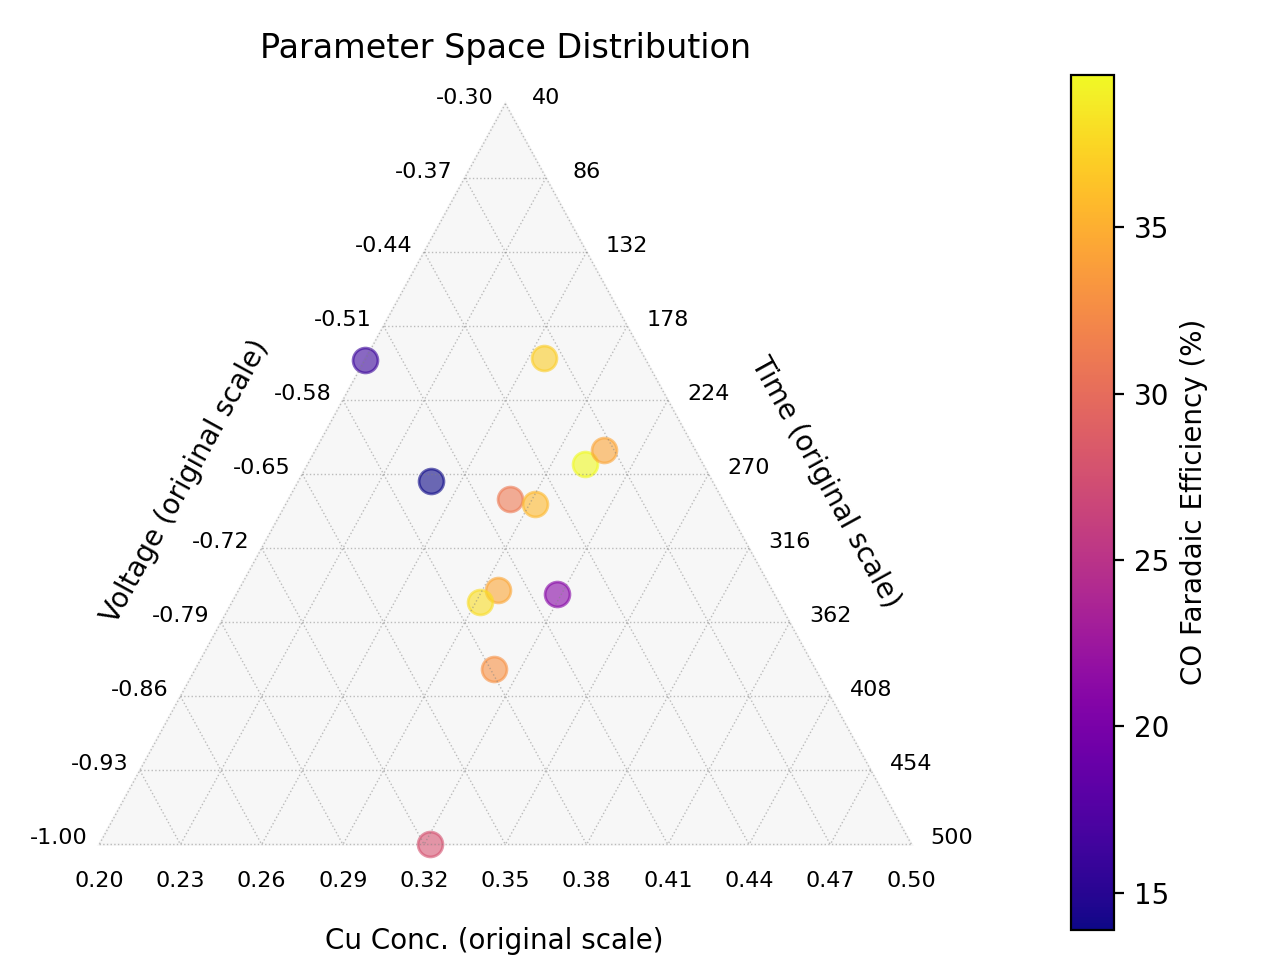 Parameter Space Distribution
-0.30 40
-0.37 86
-0.44 132
-0.51 178
-0.58 224
-0.65 270
-0.72 316
-0.79 362
-0.86 408
-0.93 454
-1.00 500
0.20 0.23 0.26 0.29 0.32 0.35 0.38 0.41 0.44 0.47 0.50
Voltage (original scale)
Time (original scale)
Cu Conc. (original scale)
35
30
25
20
15
CO Faradaic Efficiency (%)